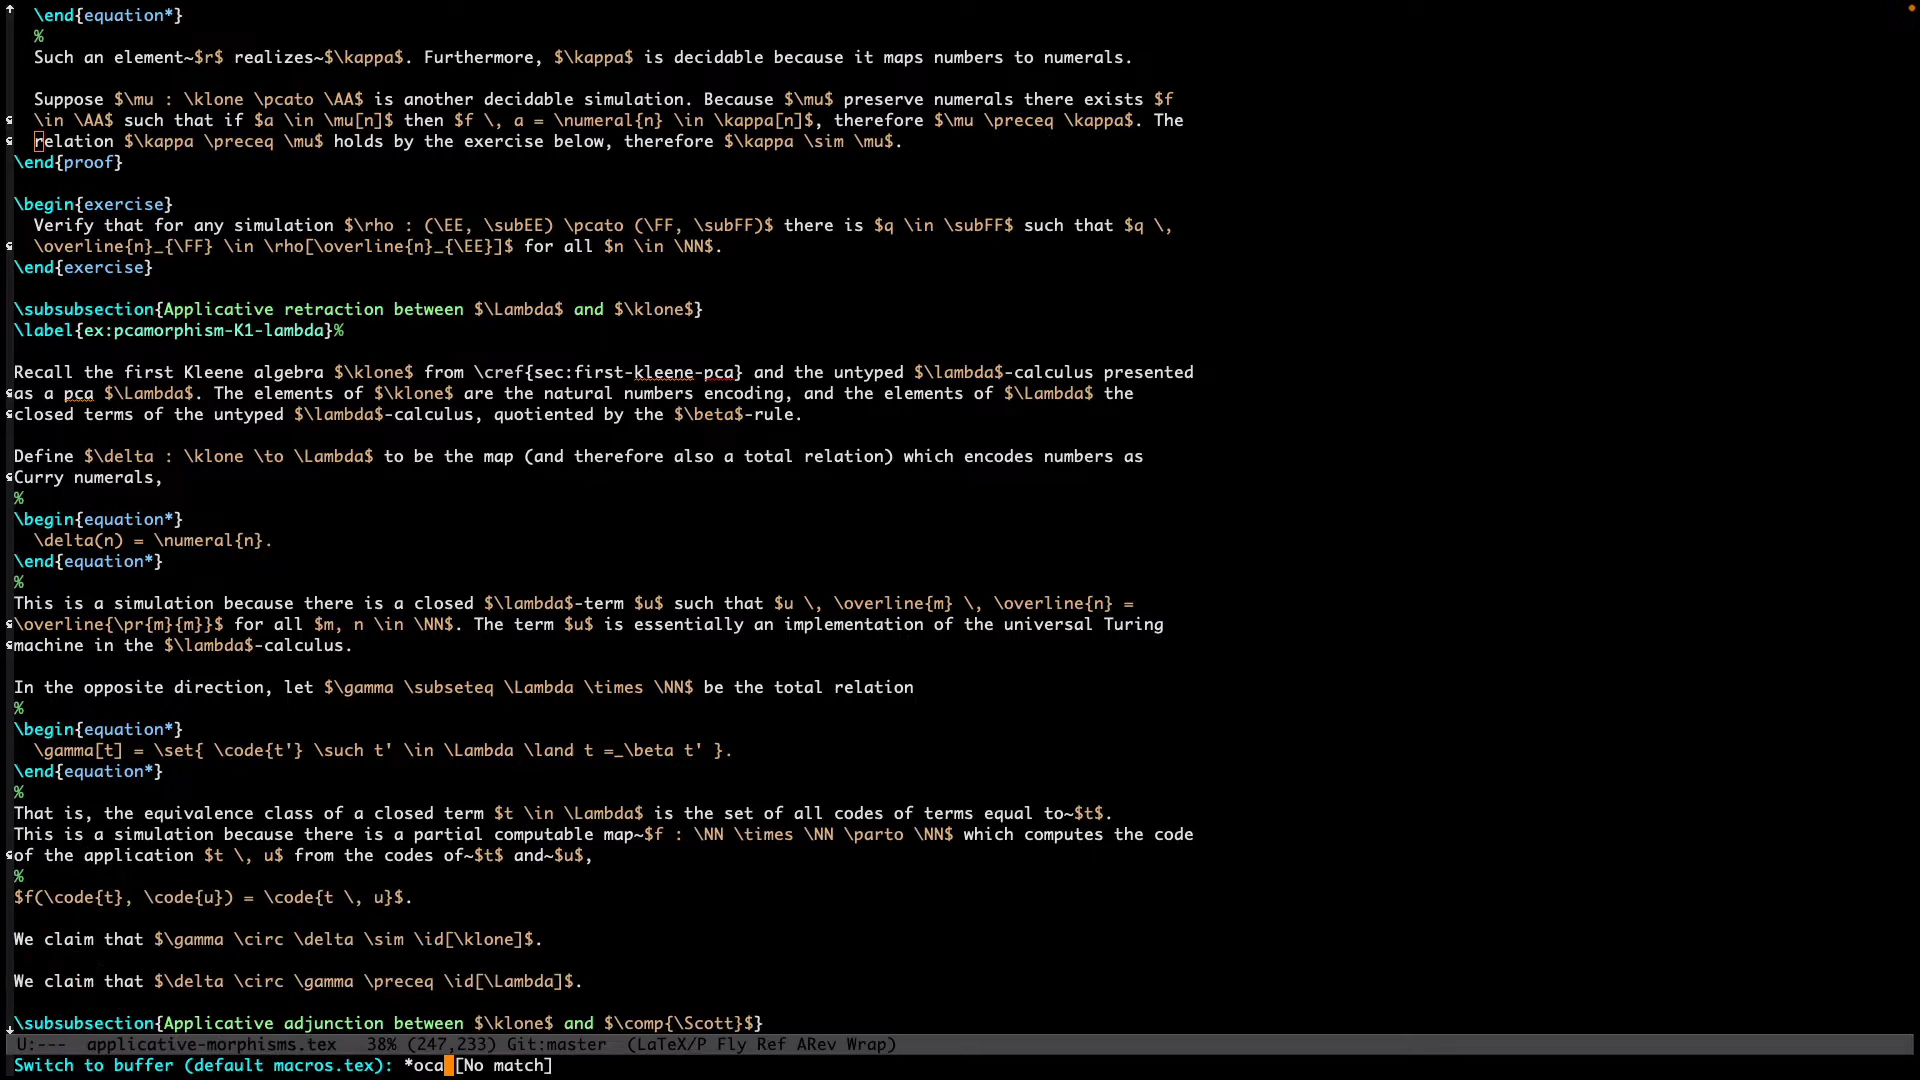 \end{equation*}
%
Such an element~$r$ realizes~$\kappa$. Furthermore, $\kappa$ is decidable because it maps numbers to numerals.
Suppose $\mu : \klone \pcato \AA$ is another decidable simulation. Because $\mu$ preserve numerals there exists $f
\in \AA$ such that if $a \in \mu[n]$ then $f \, a = \numeral{n} \in \kappa[n]$, therefore $\mu \preceq \kappa$. The
relation $\kappa \preceq \mu$ holds by the exercise below, therefore $\kappa \sim \mu$.
\end{proof}
\begin{exercise}
Verify that for any simulation $\rho : (\EE, \subEE) \pcato (\FF, \subFF)$ there is $q \in \subFF$ such that $q \,
\overline{n}_{\FF} \in \rho[\overline{n}_{\EE}]$ for all $n \in \NN$.
\end{exercise}
\subsubsection{Applicative retraction between $\Lambda$ and $\klone$}
\label{ex:pcamorphism-K1-lambda}%
Recall the first Kleene algebra $\klone$ from \cref{sec:first-kleene-pca} and the untyped $\lambda$-calculus presented
as a pca $\Lambda$. The elements of $\klone$ are the natural numbers encoding, and the elements of $\Lambda$ the
closed terms of the untyped $\lambda$-calculus, quotiented by the $\beta$-rule.
Define $\delta : \klone \to \Lambda$ to be the map (and therefore also a total relation) which encodes numbers as
Curry numerals,
%
\begin{equation*}
\delta(n) = \numeral{n}.
\end{equation*}
%
This is a simulation because there is a closed $\lambda$-term $u$ such that $u \, \overline{m} \, \overline{n} =
\overline{\pr{m}{m}}$ for all $m, n \in \NN$. The term $u$ is essentially an implementation of the universal Turing
machine in the $\lambda$-calculus.
In the opposite direction, let $\gamma \subseteq \Lambda \times \NN$ be the total relation
%
\begin{equation*}
\gamma[t] = \set{ \code{t'} \such t' \in \Lambda \land t =_\beta t' }.
\end{equation*}
%
That is, the equivalence class of a closed term $t \in \Lambda$ is the set of all codes of terms equal to~$t$.
This is a simulation because there is a partial computable map~$f : \NN \times \NN \parto \NN$ which computes the code
of the application $t \, u$ from the codes of~$t$ and~$u$,
%
$f(\code{t}, \code{u}) = \code{t \, u}$.
We claim that $\gamma \circ \delta \sim \id[\klone]$.
We claim that $\delta \circ \gamma \preceq \id[\Lambda]$.
\subsubsection{Applicative adjunction between $\klone$ and $\comp{\Scott}$}
U:--- applicative-morphisms.tex 38% (247,233) Git:master (LaTeX/P Fly Ref ARev Wrap)
Switch to buffer (default macros.tex): *oca [No match]